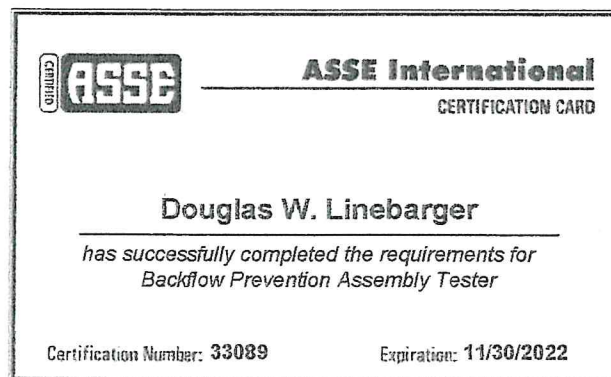 CERTIFIED
ASSE
ASSE International
CERTIFICATION CARD
Douglas W. Linebarger
has successfully completed the requirements for
Backflow Prevention Assembly Tester
Certification Number: 33089 Expiration: 11/30/2022